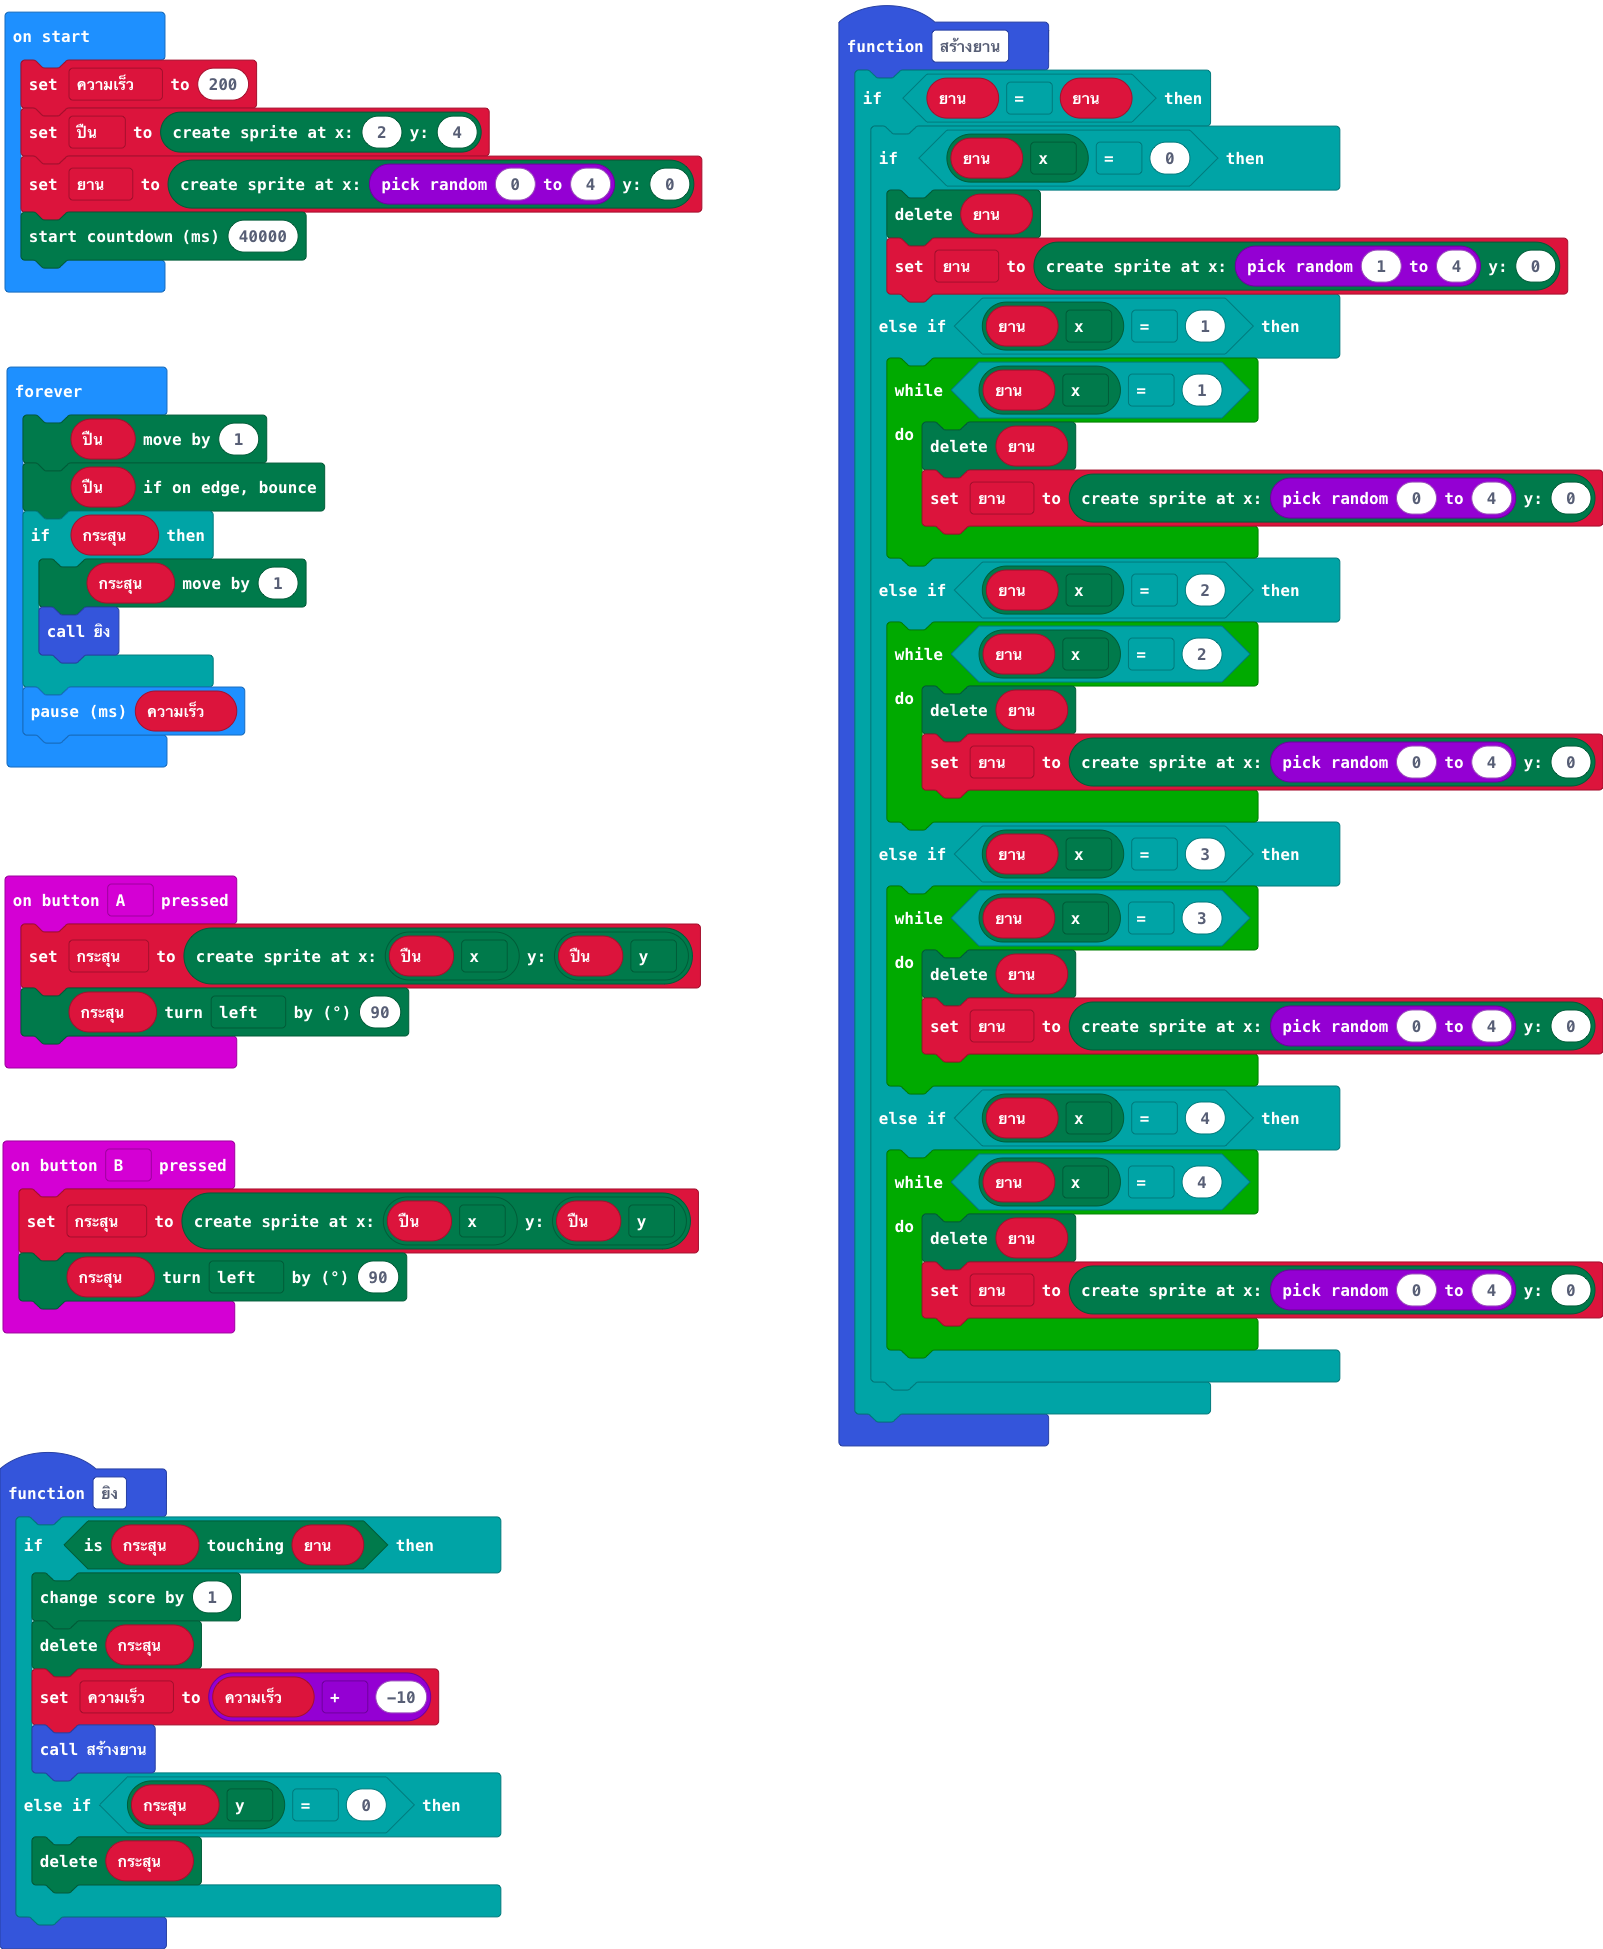 on start
set ความเร็ว to 200
set ปืน to create sprite at x: 2 y: 4
set ยาน to create sprite at x: pick random 0 to 4 y: 0
start countdown (ms) 40000
forever
ปืน move by 1
ปืน if on edge, bounce
if กระสุน then
กระสุน move by 1
call ยิง
pause (ms) ความเร็ว
on button A pressed
set กระสุน to create sprite at x: ปืน x y: ปืน y
กระสุน turn left by (°) 90
on button B pressed
set กระสุน to create sprite at x: ปืน x y: ปืน y
กระสุน turn left by (°) 90
function ยิง
if is กระสุน touching ยาน then
change score by 1
delete กระสุน
set ความเร็ว to ความเร็ว + -10
call สร้างยาน
else if กระสุน y = 0 then
delete กระสุน
function สร้างยาน
if ยาน = ยาน then
if ยาน x = 0 then
delete ยาน
set ยาน to create sprite at x: pick random 1 to 4 y: 0
else if ยาน x = 1 then
while ยาน x = 1
do delete ยาน
set ยาน to create sprite at x: pick random 0 to 4 y: 0
else if ยาน x = 2 then
while ยาน x = 2
do delete ยาน
set ยาน to create sprite at x: pick random 0 to 4 y: 0
else if ยาน x = 3 then
while ยาน x = 3
do delete ยาน
set ยาน to create sprite at x: pick random 0 to 4 y: 0
else if ยาน x = 4 then
while ยาน x = 4
do delete ยาน
set ยาน to create sprite at x: pick random 0 to 4 y: 0